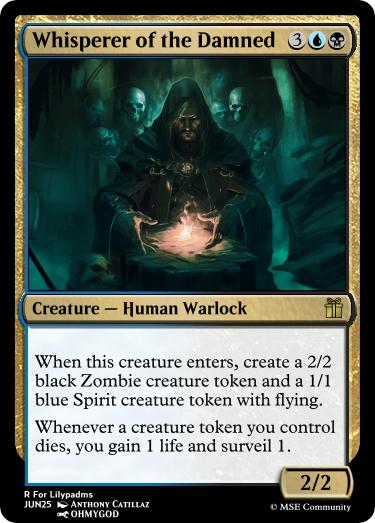 Whisperer of the Damned 3
Creature — Human Warlock
When this creature enters, create a 2/2
black Zombie creature token and a 1/1
blue Spirit creature token with flying.
Whenever a creature token you control
dies, you gain 1 life and surveil 1.
2/2
R For Lilypadms
JUN25 Anthony Catillaz © MSE Community
OHMYGOD